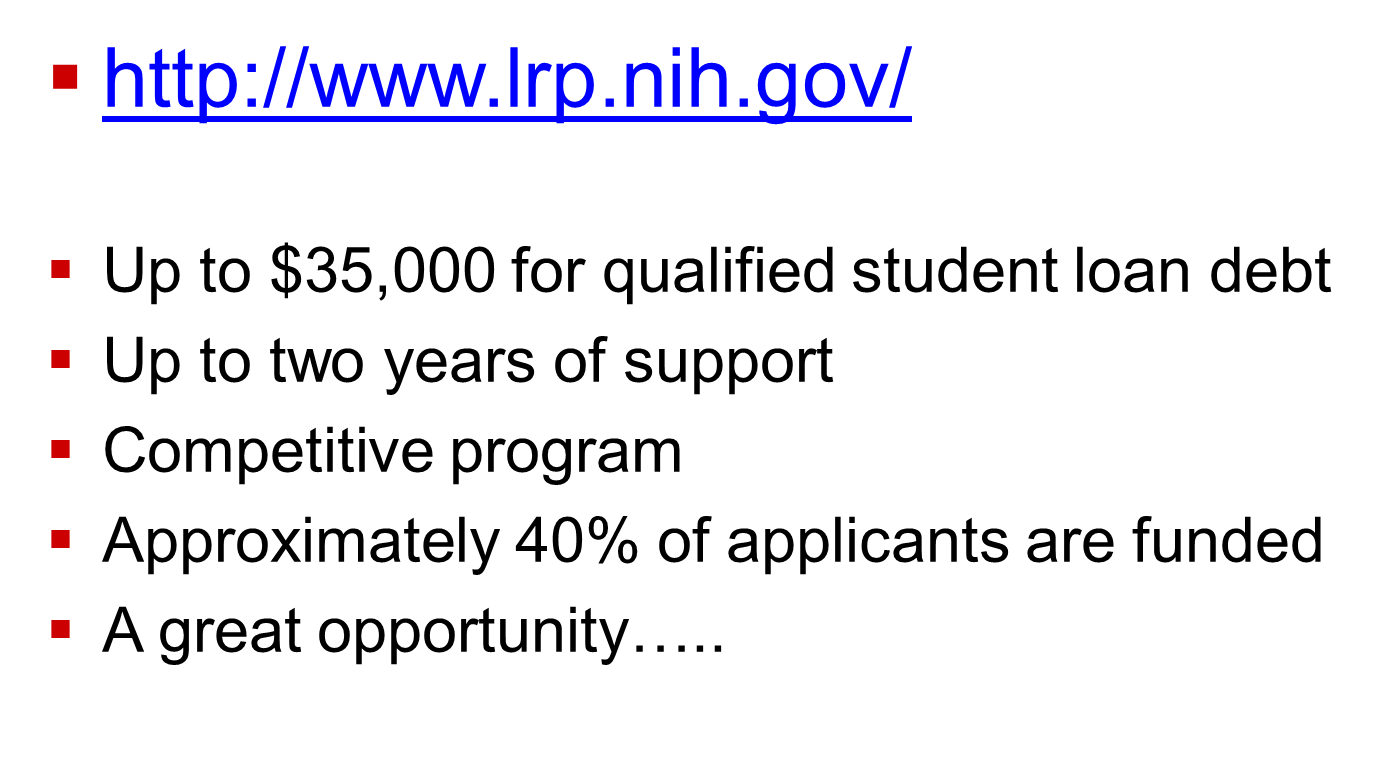 ▪ http://www.lrp.nih.gov/
▪ Up to $35,000 for qualified student loan debt
▪ Up to two years of support
▪ Competitive program
▪ Approximately 40% of applicants are funded
▪ A great opportunity…..